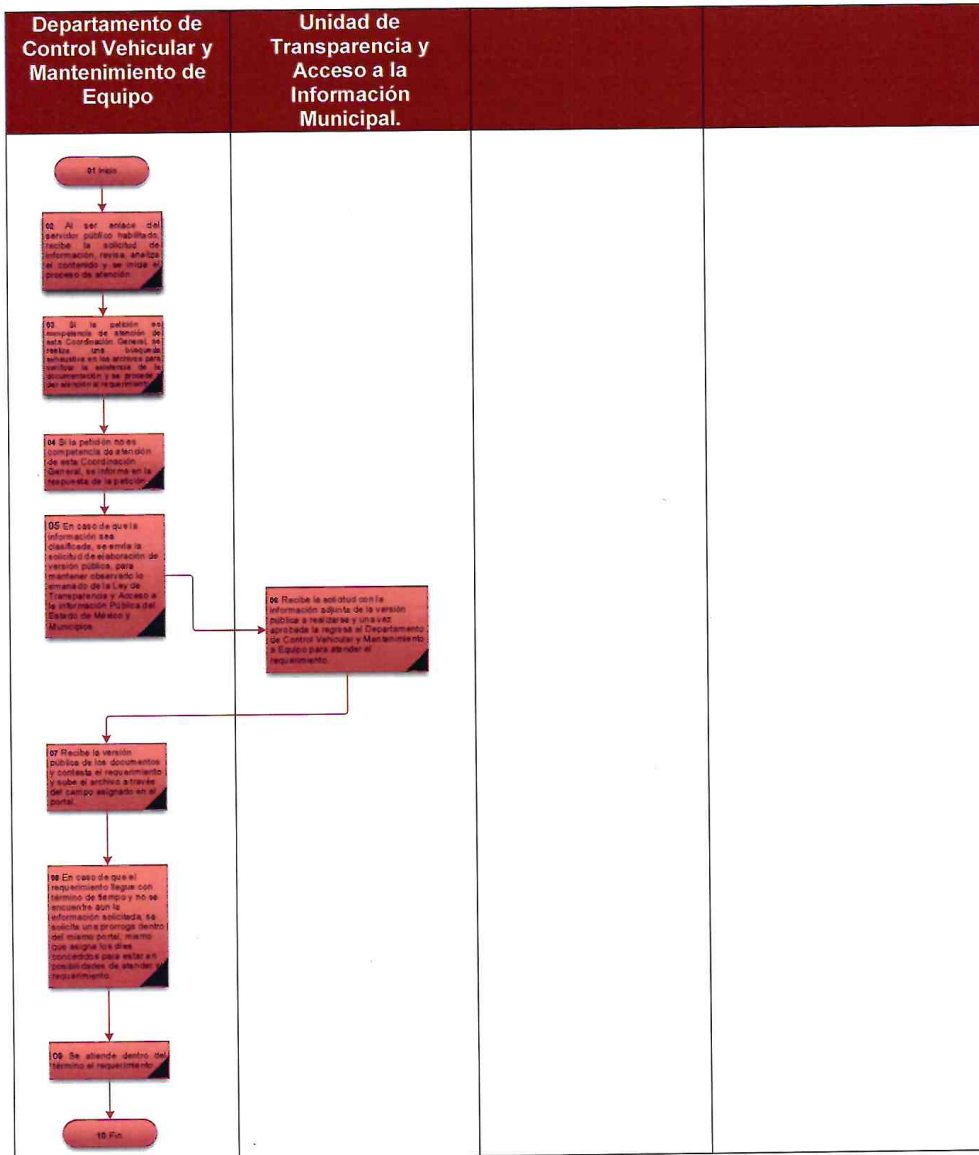 Departamento de
Control Vehicular y
Mantenimiento de
Equipo
Unidad de
Transparencia y
Acceso a la
Información
Municipal.
01 Inicio
02 Al ser enlace del
servidor público habilitado,
recibe la solicitud de
información, revisa, analiza
el contenido y se inicia el
proceso de atención.
03 Si la petición es
competencia de atención de
esta Coordinación General, se
realiza una búsqueda
exhaustiva en los archivos para
verificar la existencia de la
documentación y se procede a
dar atención al requerimiento.
04 Si la petición no es
competencia de atención
de esta Coordinación
General, se informa en la
respuesta de la petición
05 En caso de que la
información sea
clasificada, se envía la
solicitud de elaboración de
versión pública, para
mantener observado lo
emanado de la Ley de
Transparencia y Acceso a
la Información Pública del
Estado de México y
Municipios.
06 Recibe la solicitud con la
información adjunta de la versión
pública a realizarse y una vez
aprobada la regresa al Departamento
de Control Vehicular y Mantenimiento
a Equipo para atender el
requerimiento.
07 Recibe la versión
pública de los documentos
y contesta el requerimiento
y sube el archivo a través
del campo asignado en el
portal.
08 En caso de que el
requerimiento llegue con
término de tiempo y no se
encuentre aun la
información solicitada, se
solicita una prorroga dentro
del mismo portal, mismo
que asigna los días
concedidos para estar en
posibilidades de atender el
requerimiento.
09 Se atiende dentro del
término el requerimiento
10 Fin.